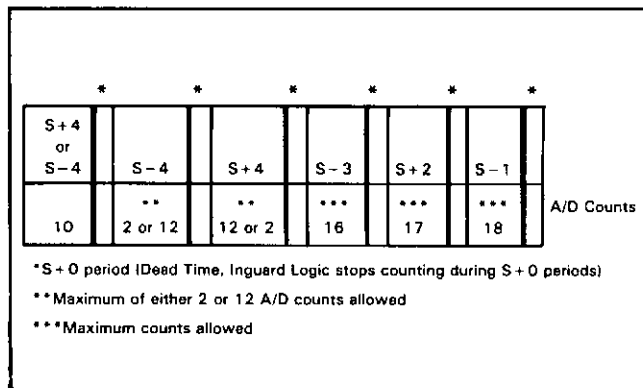 * * * * * *
S+4
or
S−4 S−4 S+4 S−3 S+2 S−1
** ** *** *** ***
10 2 or 12 12 or 2 16 17 18 A/D Counts
*S+0 period (Dead Time, Inguard Logic stops counting during S+0 periods)
**Maximum of either 2 or 12 A/D counts allowed
***Maximum counts allowed